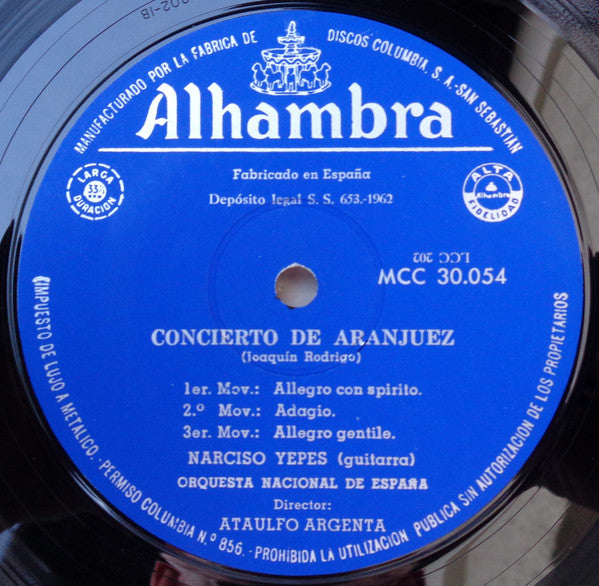 MANUFACTURADO POR LA FABRICA DE DISCOS COLUMBIA, S. A.-SAN SEBASTIAN
Alhambra
LARGA
33⅓
DURACION
Fabricado en España
Depósito legal S. S. 653.-1962
ALTA
Alhambra
FIDELIDAD
LCC 202
MCC 30.054
CONCIERTO DE ARANJUEZ
(Joaquín Rodrigo)
1er. Mov.: Allegro con spirito.
2.º Mov.: Adagio.
3er. Mov.: Allegro gentile.
NARCISO YEPES (guitarra)
ORQUESTA NACIONAL DE ESPAÑA
Director:
ATAULFO ARGENTA
(IMPUESTO DE LUJO A METALICO.- PERMISO COLUMBIA N.º 856.-PROHIBIDA LA UTILIZACION PUBLICA SIN AUTORIZACION DE LOS PROPIETARIOS